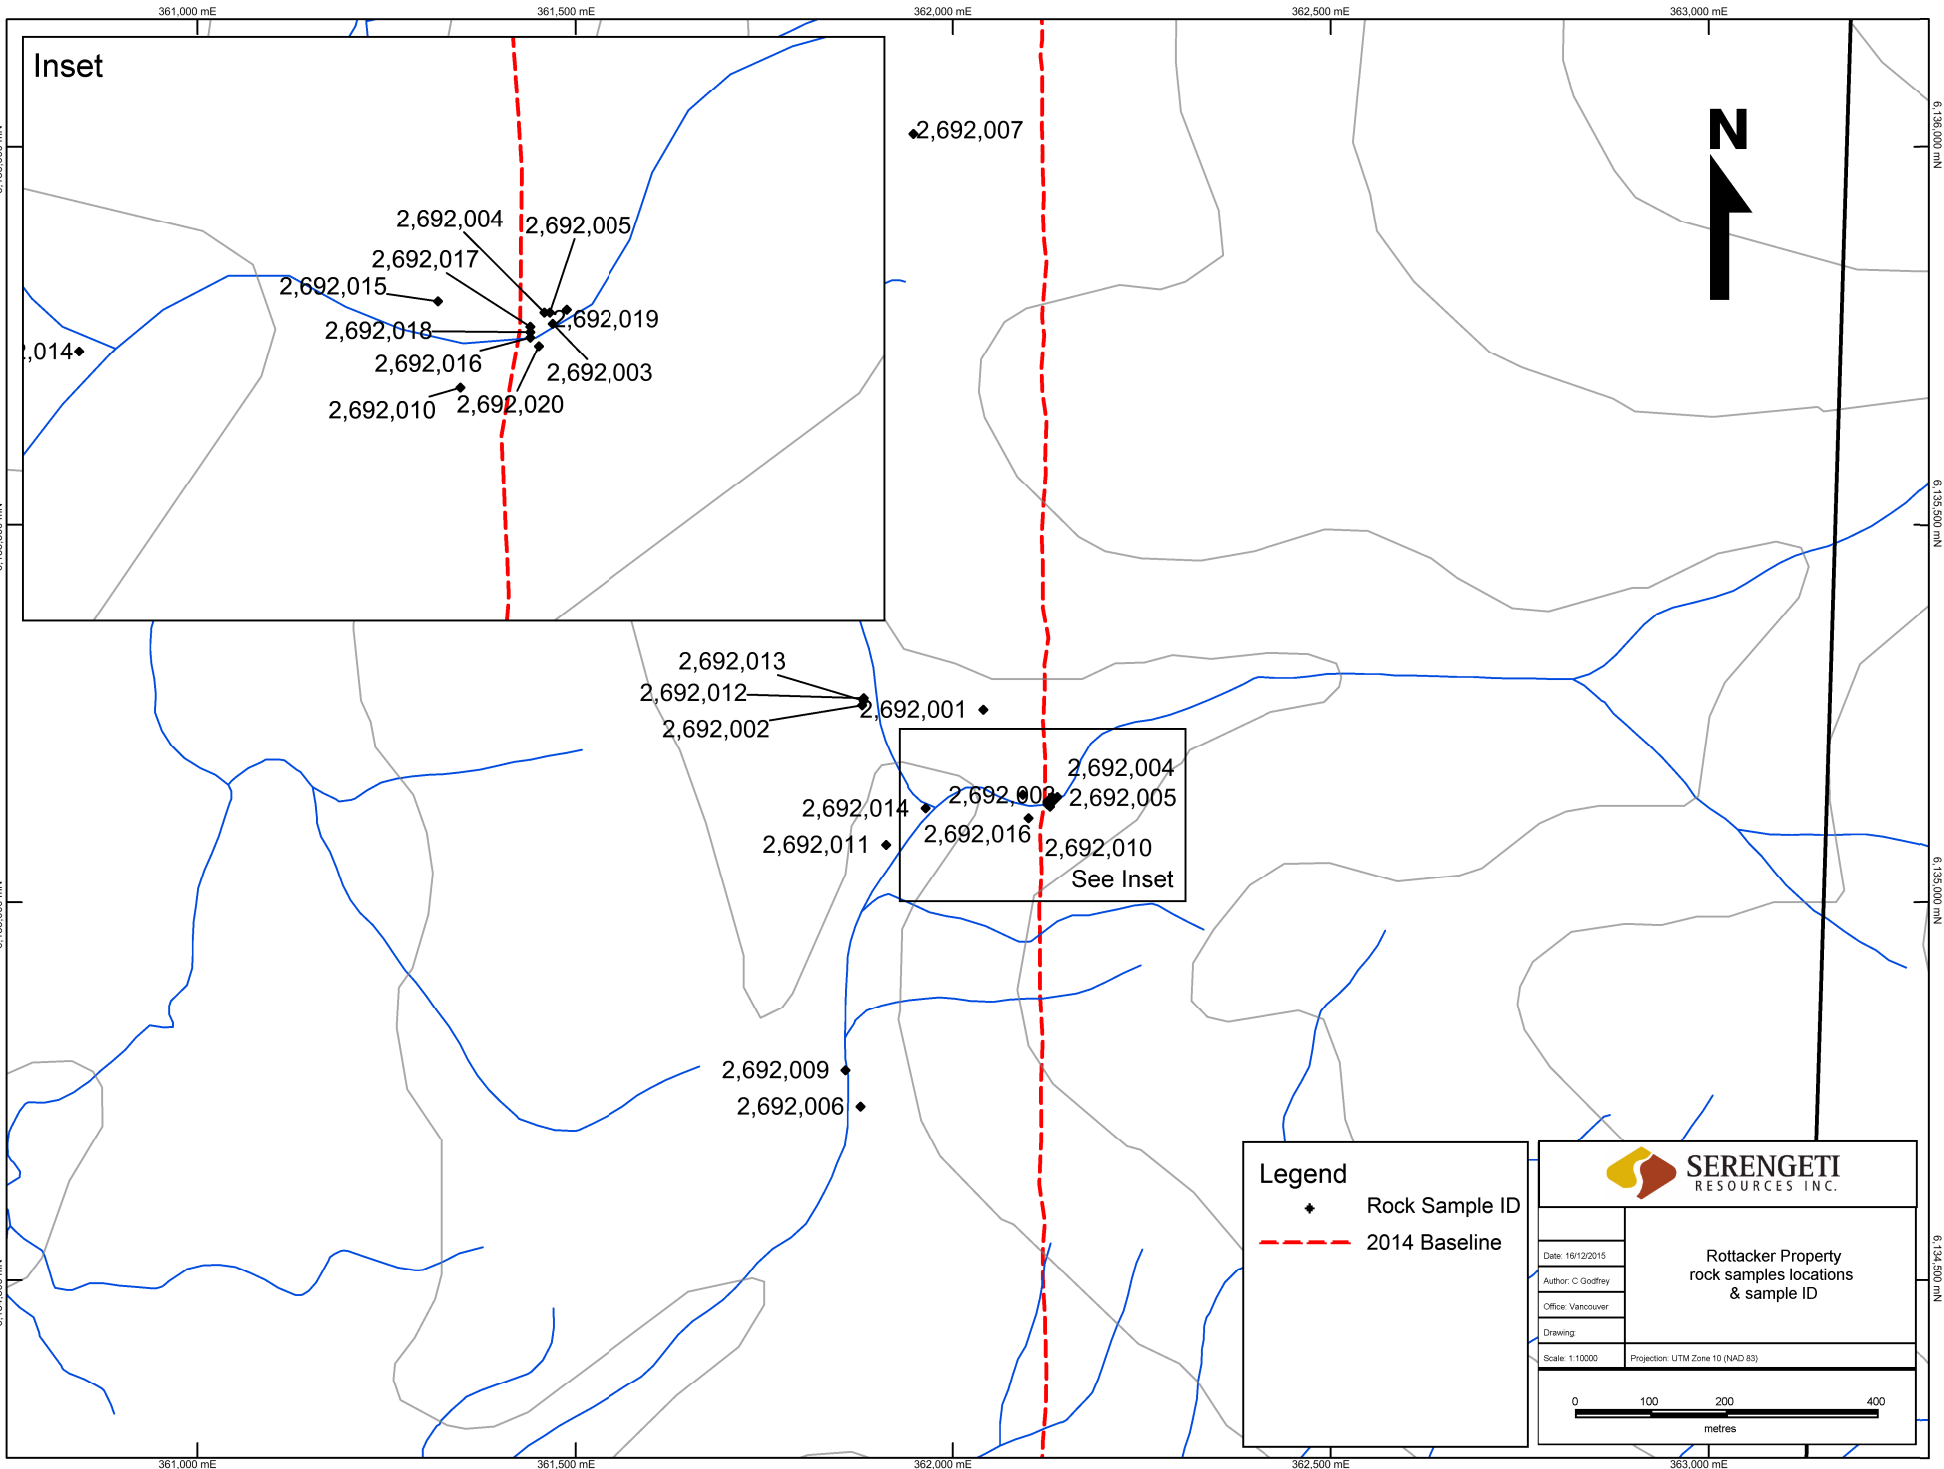 361,000 mE
361,500 mE
362,000 mE
362,500 mE
363,000 mE
Inset
2,692,007
6,136,000 mN
N
2,692,004
2,692,005
2,692,017
2,692,015
2,692,019
2,692,018
,014
2,692,016
2,692,003
2,692,010
2,692,020
6,135,500 mN
2,692,013
2,692,012
2,692,001
2,692,002
2,692,004
2,692,003
2,692,005
2,692,014
2,692,016
2,692,011
2,692,010
See Inset
6,135,000 mN
2,692,009
2,692,006
Legend
Rock Sample ID
2014 Baseline
SERENGETI
RESOURCES INC.
Date: 16/12/2015
Author: C Godfrey
Office: Vancouver
Drawing:
Scale: 1:10000
Rottacker Property
rock samples locations
& sample ID
Projection: UTM Zone 10 (NAD 83)
6,134,500 mN
0 100 200 400
metres
361,000 mE
361,500 mE
362,000 mE
362,500 mE
363,000 mE